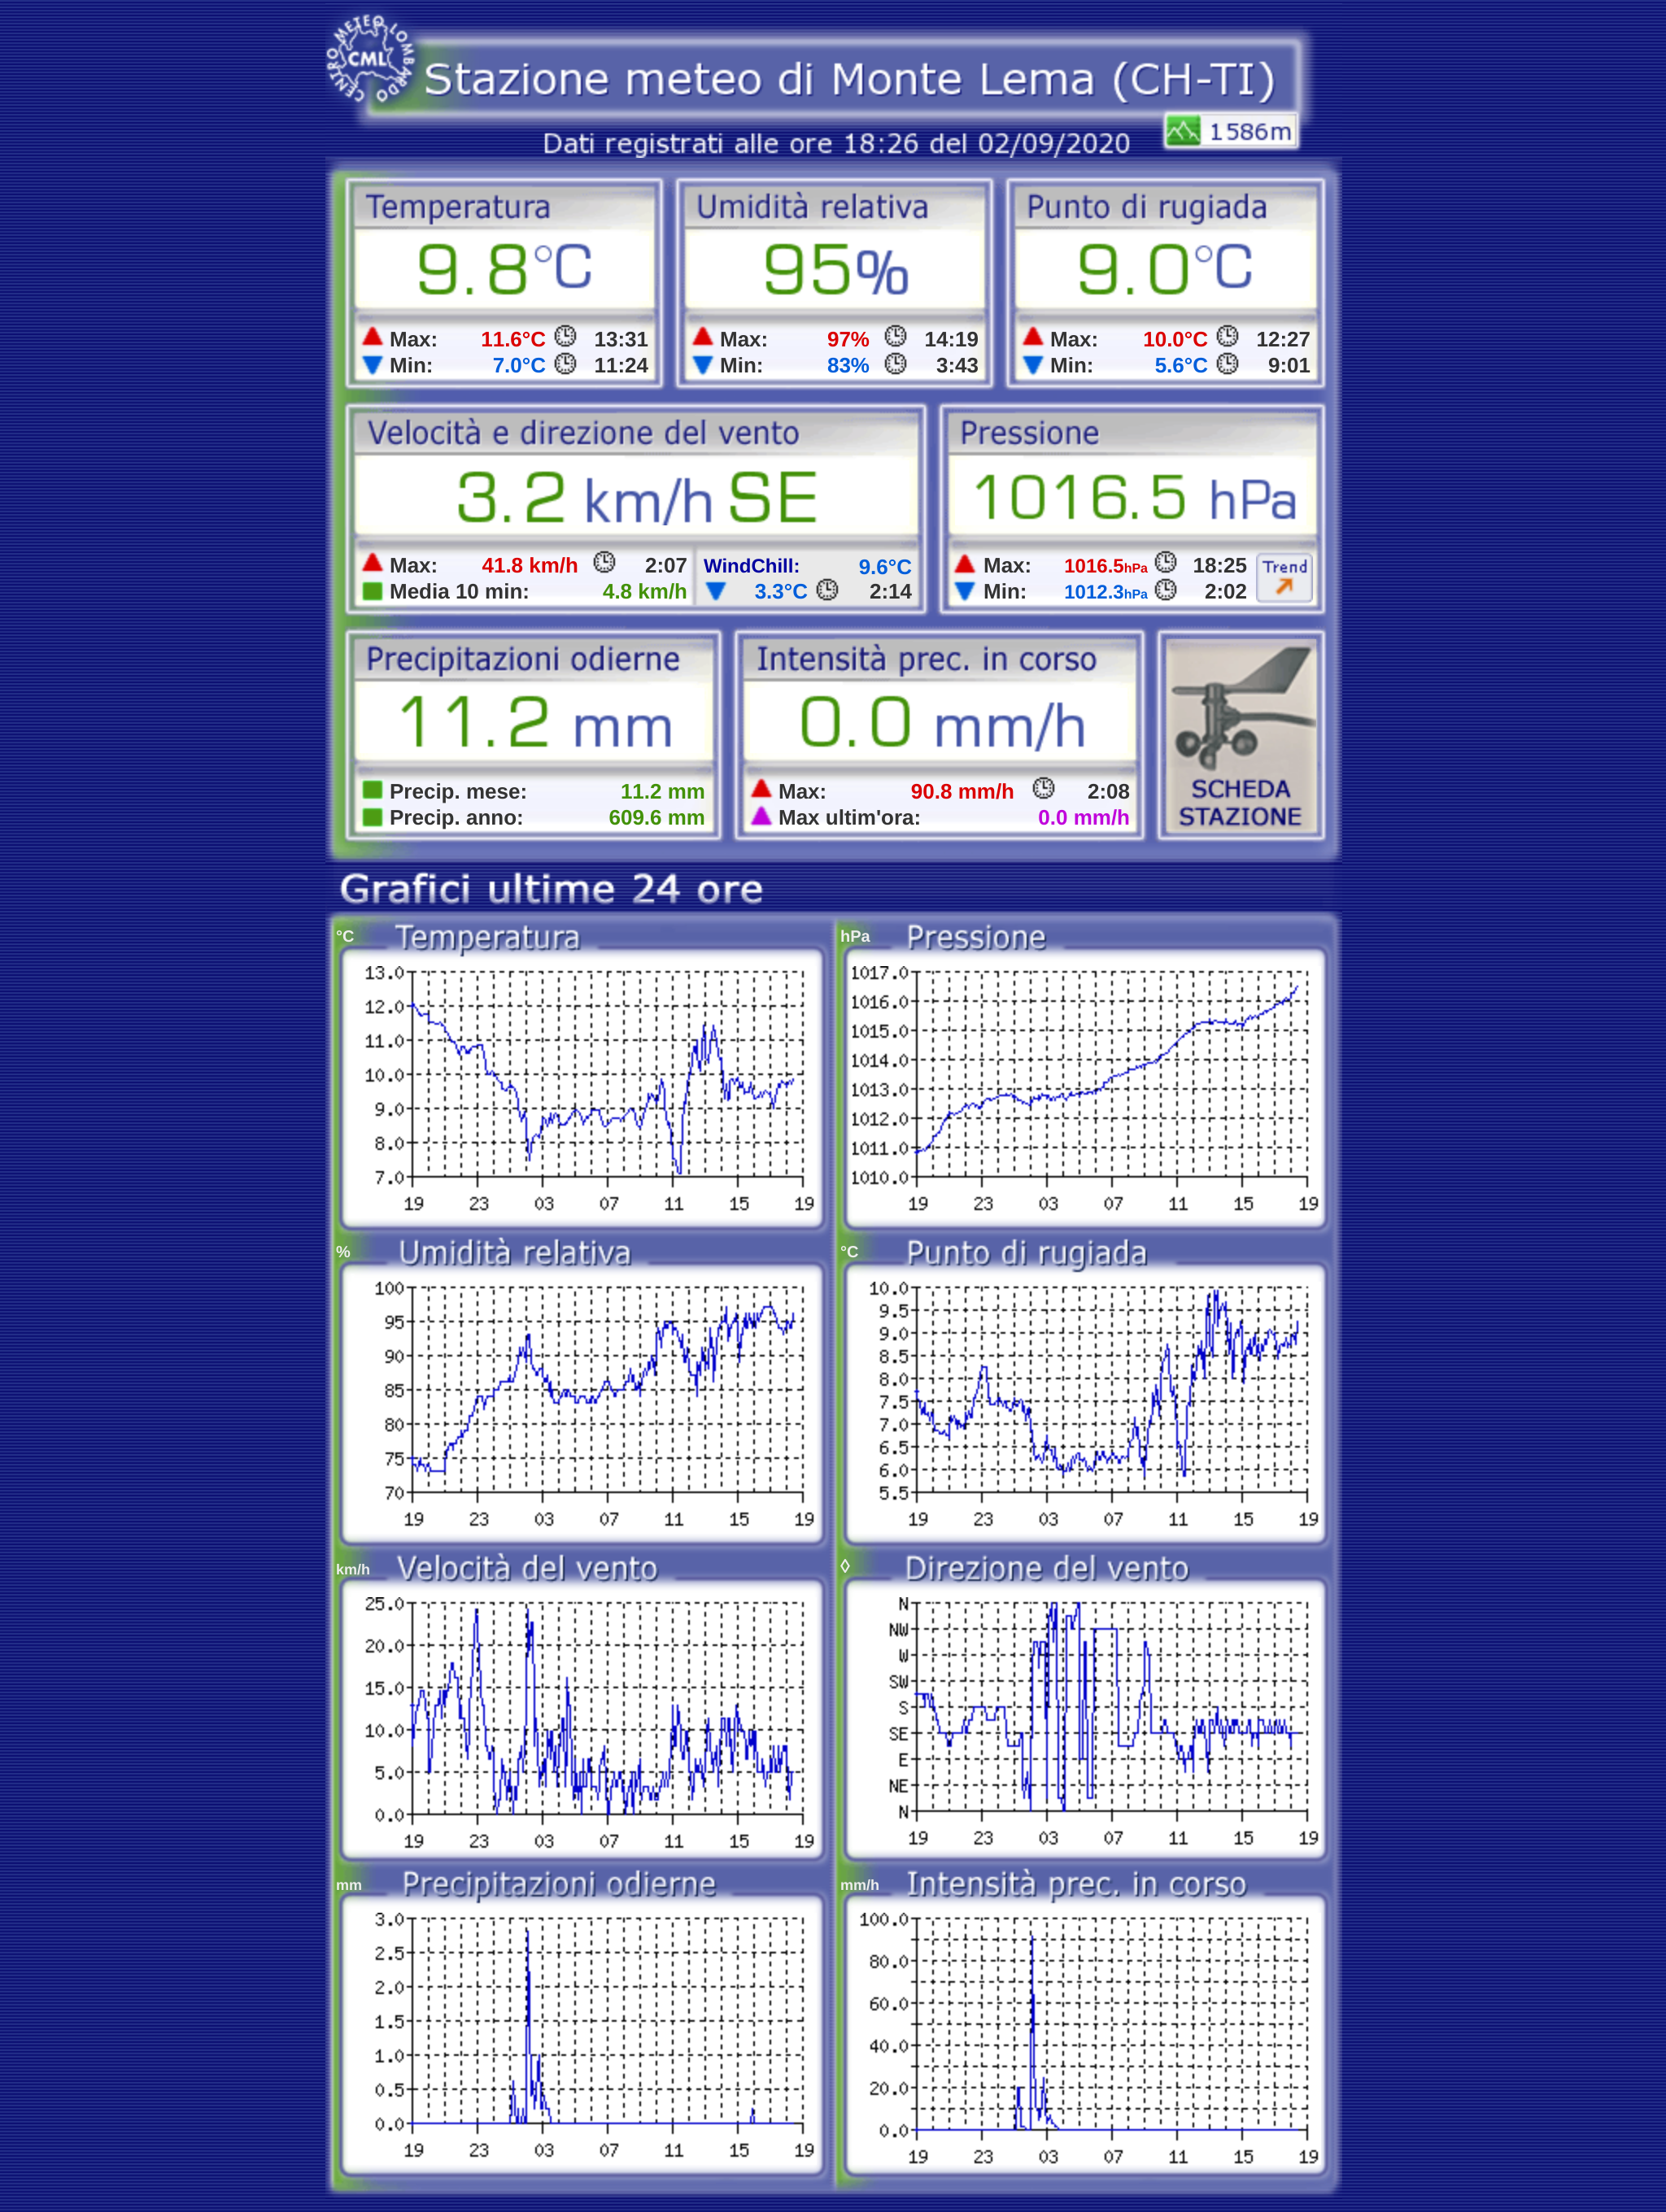 CENTRO METEO LOMBARDO
CML
Stazione meteo di Monte Lema (CH-TI)
Dati registrati alle ore 18:26 del 02/09/2020
1586m
Temperatura
9.8°C
Max: 11.6°C 13:31
Min: 7.0°C 11:24
Umidità relativa
95%
Max: 97% 14:19
Min: 83% 3:43
Punto di rugiada
9.0°C
Max: 10.0°C 12:27
Min: 5.6°C 9:01
Velocità e direzione del vento
3.2 km/h SE
Max: 41.8 km/h 2:07
Media 10 min: 4.8 km/h
WindChill: 9.6°C
3.3°C 2:14
Pressione
1016.5 hPa
Max: 1016.5hPa 18:25
Min: 1012.3hPa 2:02
Trend
Precipitazioni odierne
11.2 mm
Precip. mese: 11.2 mm
Precip. anno: 609.6 mm
Intensità prec. in corso
0.0 mm/h
Max: 90.8 mm/h 2:08
Max ultim'ora: 0.0 mm/h
SCHEDA
STAZIONE
Grafici ultime 24 ore
°C Temperatura
13.0
12.0
11.0
10.0
9.0
8.0
7.0
19 23 03 07 11 15 19
hPa Pressione
1017.0
1016.0
1015.0
1014.0
1013.0
1012.0
1011.0
1010.0
19 23 03 07 11 15 19
% Umidità relativa
100
95
90
85
80
75
70
19 23 03 07 11 15 19
°C Punto di rugiada
10.0
9.5
9.0
8.5
8.0
7.5
7.0
6.5
6.0
5.5
19 23 03 07 11 15 19
km/h Velocità del vento
25.0
20.0
15.0
10.0
5.0
0.0
19 23 03 07 11 15 19
◊ Direzione del vento
N
NW
W
SW
S
SE
E
NE
N
19 23 03 07 11 15 19
mm Precipitazioni odierne
3.0
2.5
2.0
1.5
1.0
0.5
0.0
19 23 03 07 11 15 19
mm/h Intensità prec. in corso
100.0
80.0
60.0
40.0
20.0
0.0
19 23 03 07 11 15 19